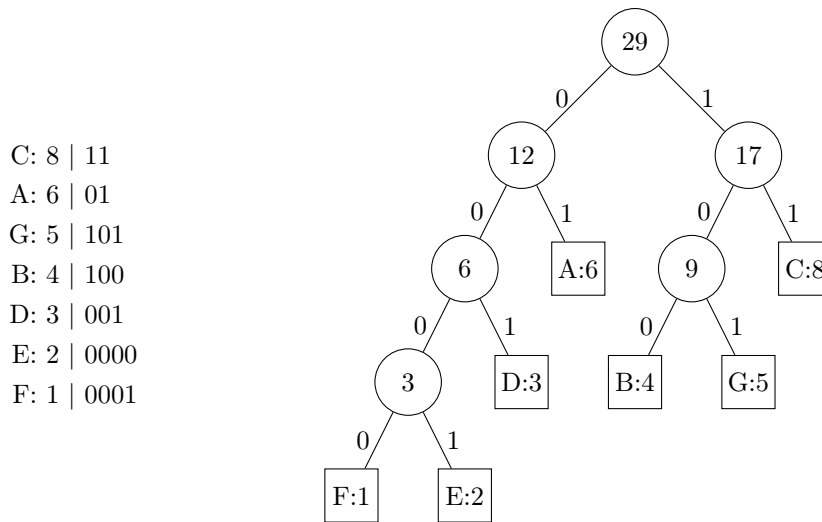 C: 8 | 11
A: 6 | 01
G: 5 | 101
B: 4 | 100
D: 3 | 001
E: 2 | 0000
F: 1 | 0001
29
0 1
12 17
0 1 0 1
6 A:6 9 C:8
0 1 0 1
3 D:3 B:4 G:5
0 1
F:1 E:2